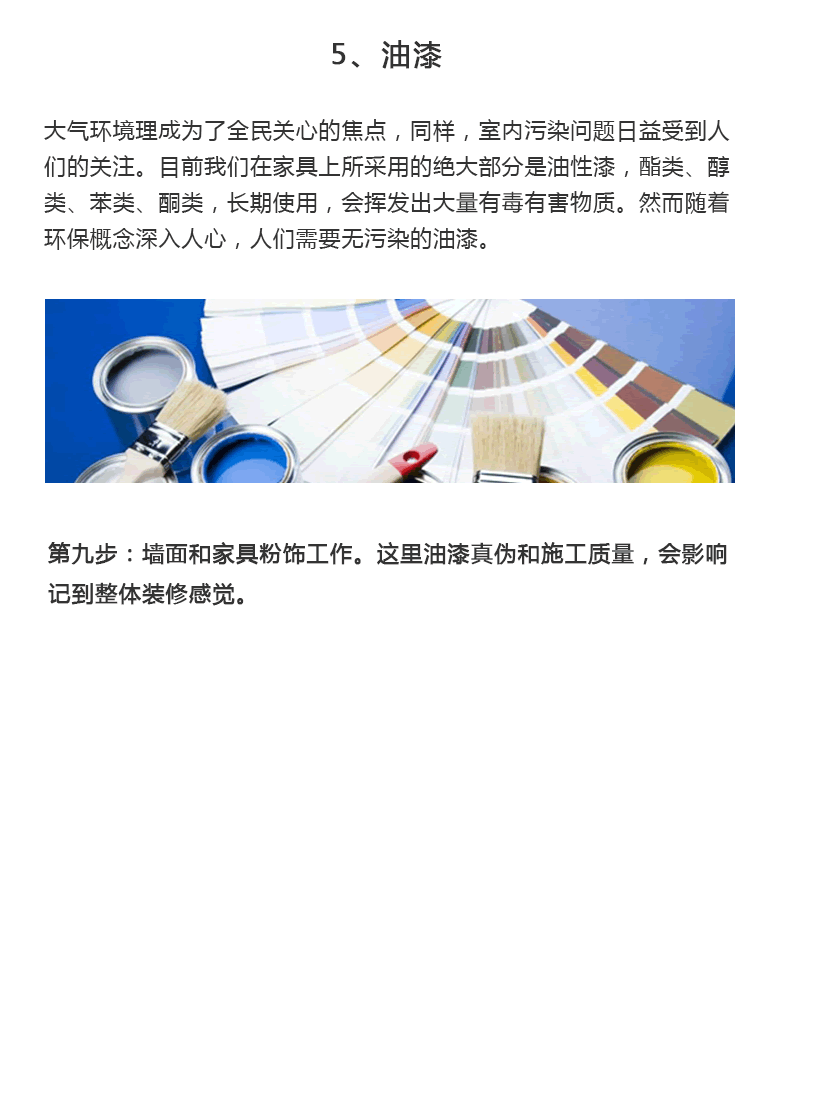 5、油漆
大气环境理成为了全民关心的焦点，同样，室内污染问题日益受到人
们的关注。目前我们在家具上所采用的绝大部分是油性漆，酯类、醇
类、苯类、酮类，长期使用，会挥发出大量有毒有害物质。然而随着
环保概念深入人心，人们需要无污染的油漆。
第九步：墙面和家具粉饰工作。这里油漆真伪和施工质量，会影响
记到整体装修感觉。